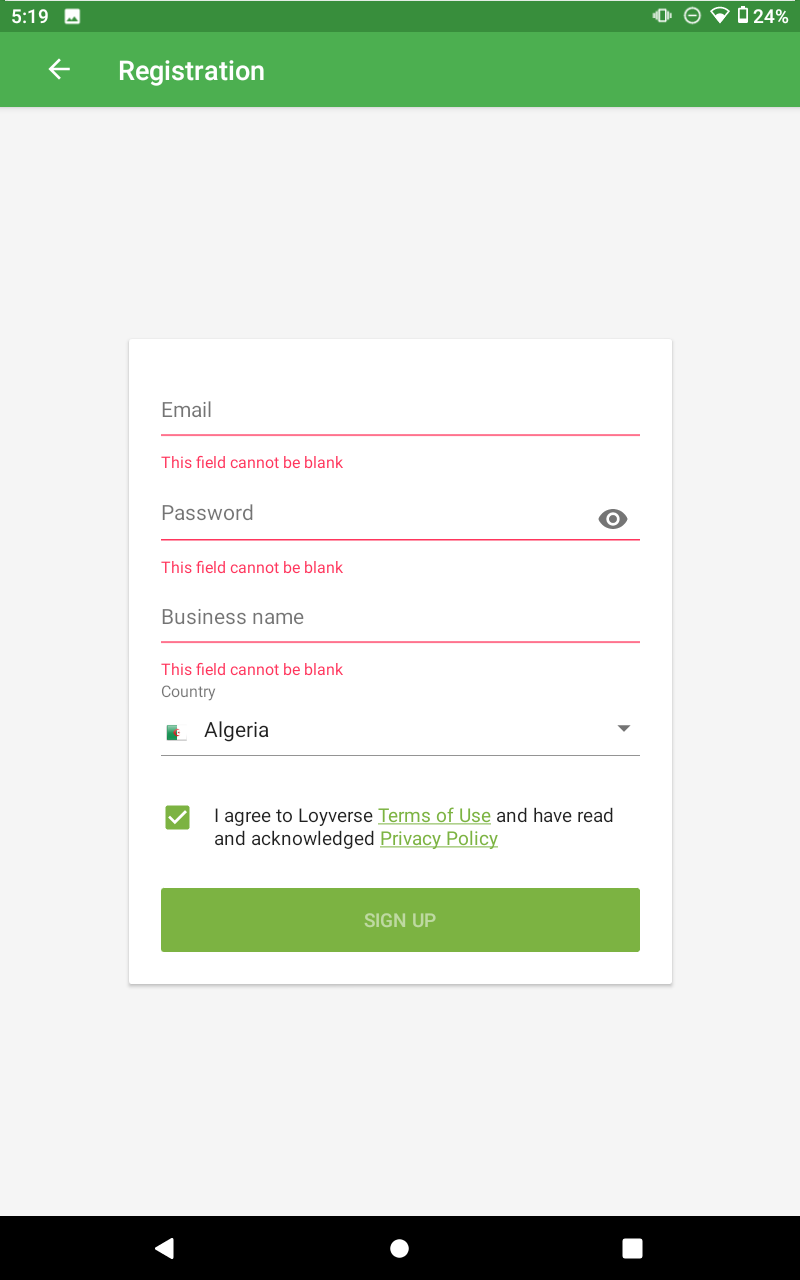 5:19
24%
Registration
Email
This field cannot be blank
Password
This field cannot be blank
Business name
This field cannot be blank
Country
Algeria
I agree to Loyverse Terms of Use and have read
and acknowledged Privacy Policy
SIGN UP